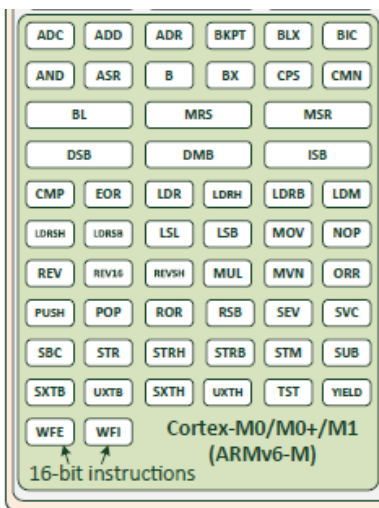 ADC ADD ADR BKPT BLX BIC
AND ASR B BX CPS CMN
BL MRS MSR
DSB DMB ISB
CMP EOR LDR LDRH LDRB LDM
LDRSH LDRSB LSL LSB MOV NOP
REV REV16 REVSH MUL MVN ORR
PUSH POP ROR RSB SEV SVC
SBC STR STRH STRB STM SUB
SXTB UXTB SXTH UXTH TST YIELD
WFE WFI Cortex-M0/M0+/M1
(ARMv6-M)
16-bit instructions